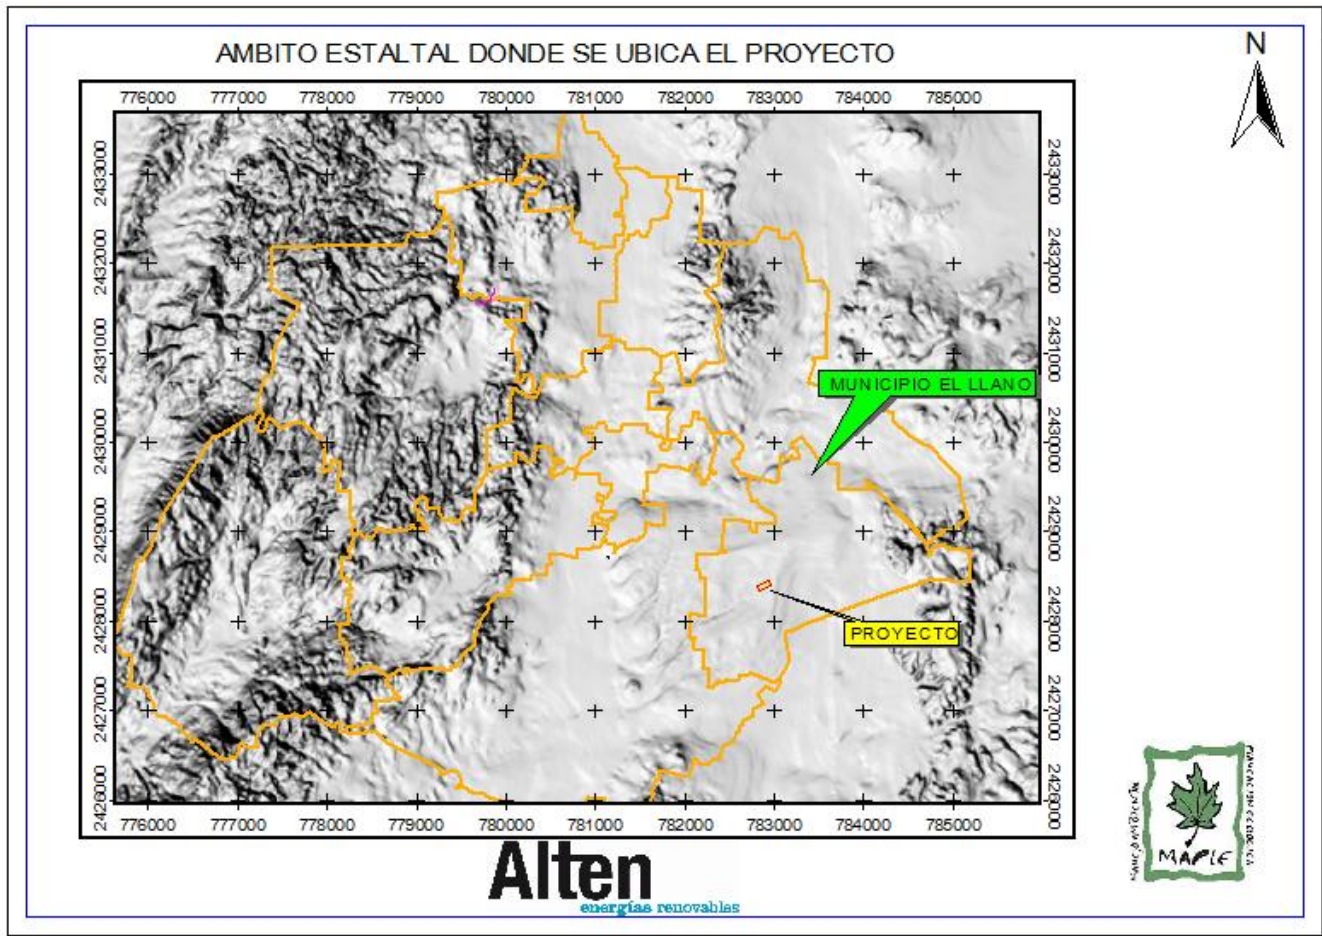 AMBITO ESTALTAL DONDE SE UBICA EL PROYECTO
N
776000 777000 778000 779000 780000 781000 782000 783000 784000 785000
2433000 2433000
2432000 2432000
2431000 2431000
MUNICIPIO EL LLANO
2430000 2430000
2429000 2429000
2428000 2428000
PROYECTO
2427000 2427000
2426000 2426000
776000 777000 778000 779000 780000 781000 782000 783000 784000 785000
MAPLE
Alten
energías renovables